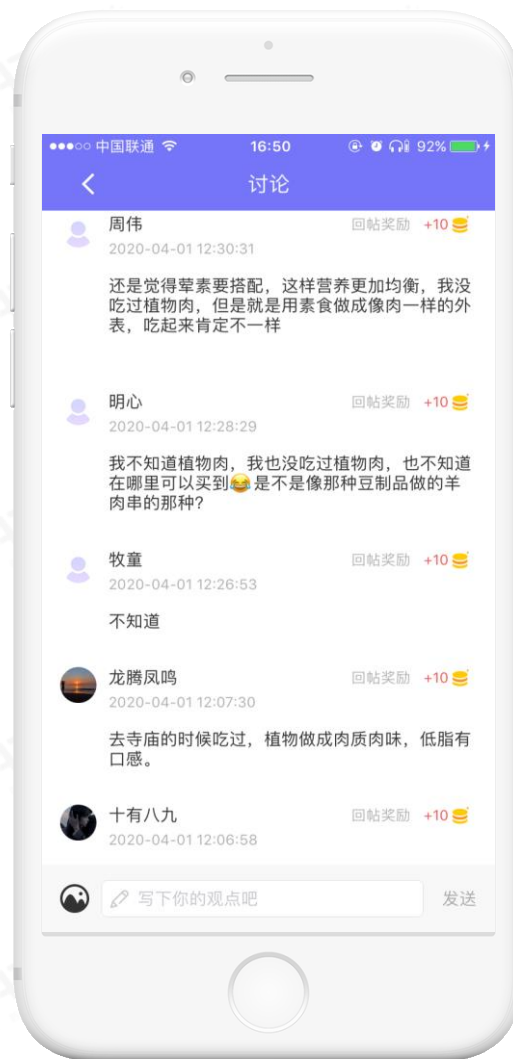 中国联通 16:50 92%
讨论
周伟 回帖奖励 +10
2020-04-01 12:30:31
还是觉得荤素要搭配，这样营养更加均衡，我没
吃过植物肉，但是就是用素食做成像肉一样的外
表，吃起来肯定不一样
明心 回帖奖励 +10
2020-04-01 12:28:29
我不知道植物肉，我也没吃过植物肉，也不知道
在哪里可以买到😂是不是像那种豆制品做的羊
肉串的那种?
牧童 回帖奖励 +10
2020-04-01 12:26:53
不知道
龙腾凤鸣 回帖奖励 +10
2020-04-01 12:07:30
去寺庙的时候吃过，植物做成肉质肉味，低脂有
口感。
十有八九 回帖奖励 +10
2020-04-01 12:06:58
写下你的观点吧 发送